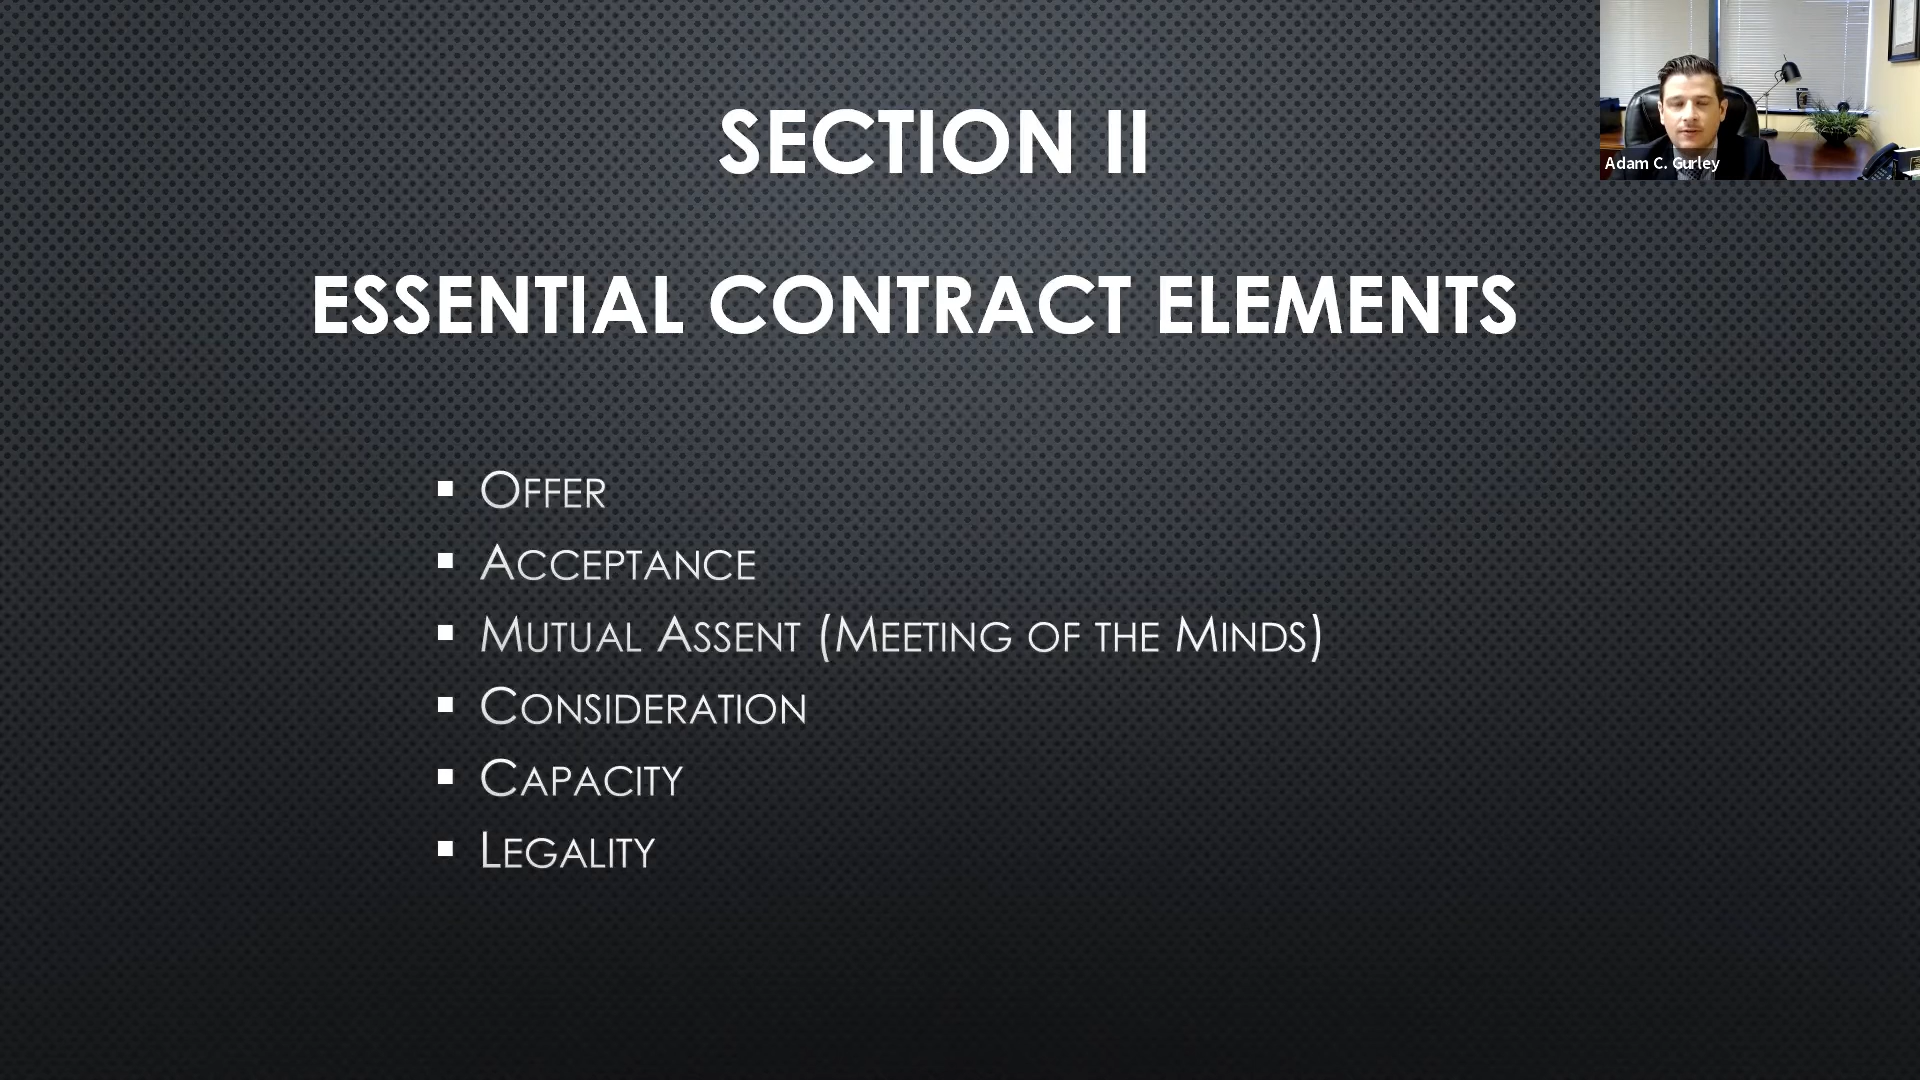 SECTION II
Adam C. Gurley
ESSENTIAL CONTRACT ELEMENTS
▪ OFFER
▪ ACCEPTANCE
▪ MUTUAL ASSENT (MEETING OF THE MINDS)
▪ CONSIDERATION
▪ CAPACITY
▪ LEGALITY